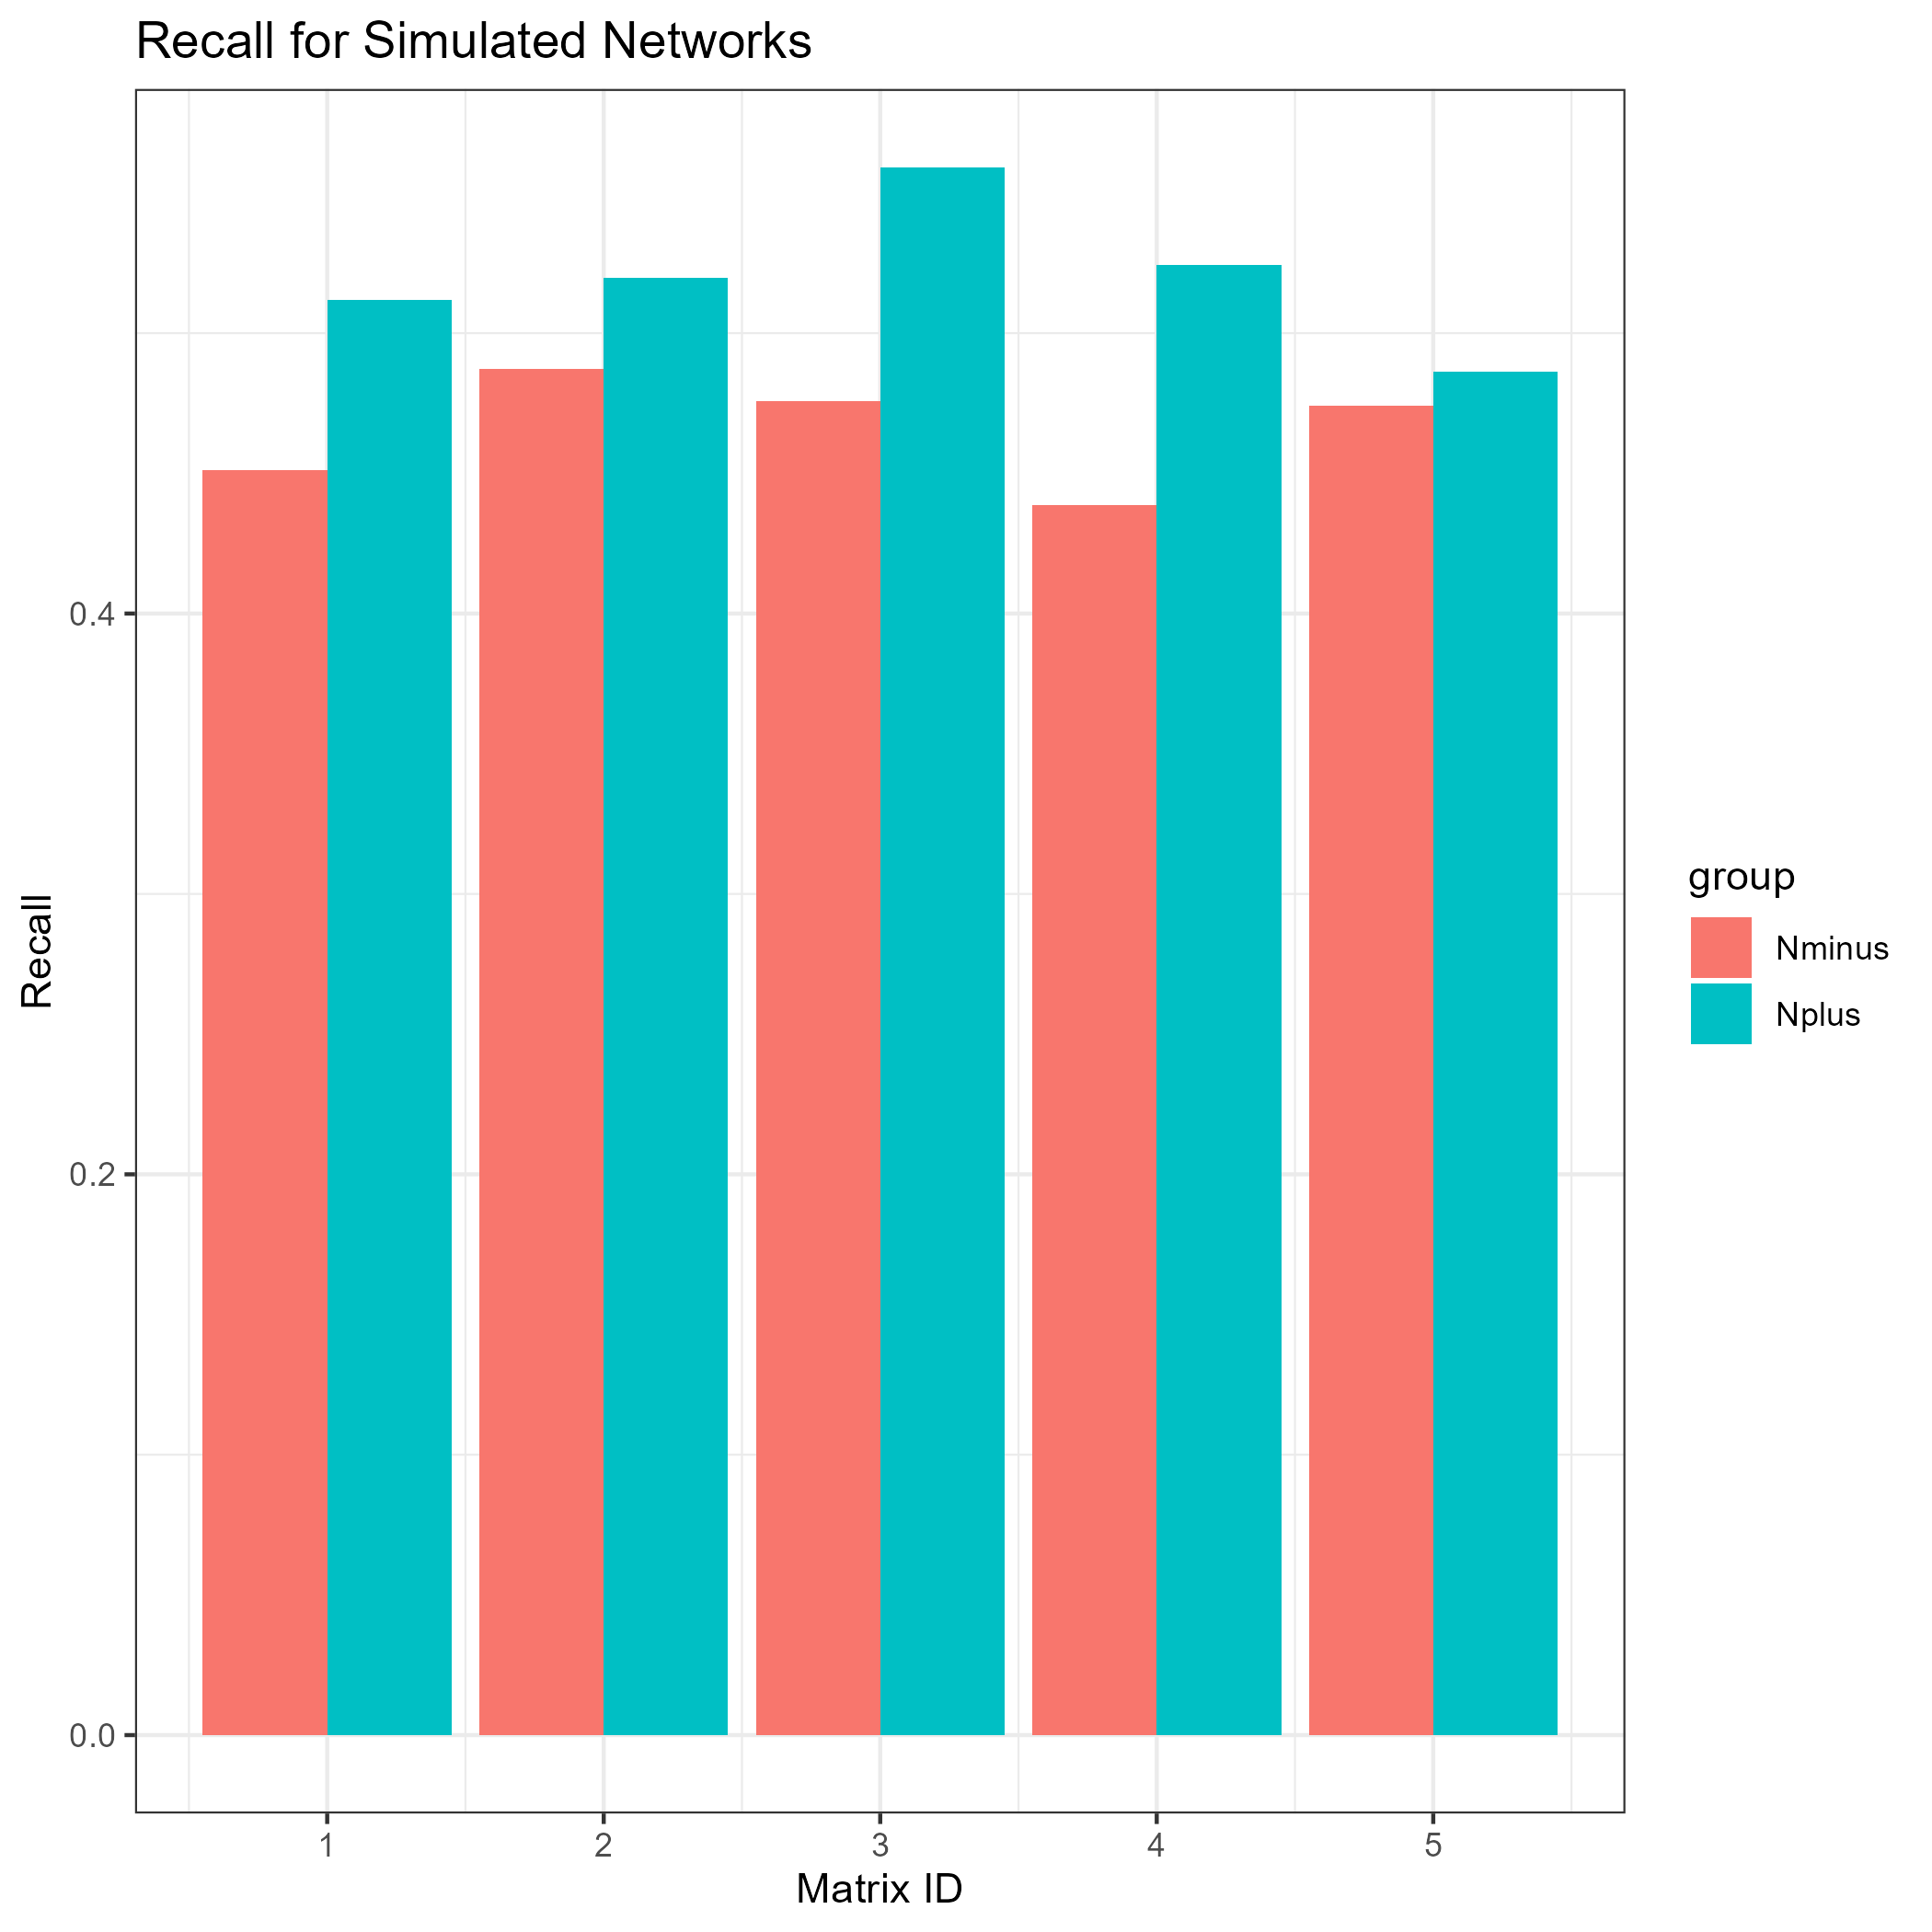 Recall for Simulated Networks
Recall
0.4
0.2
0.0
1 2 3 4 5
Matrix ID
group
Nminus
Nplus